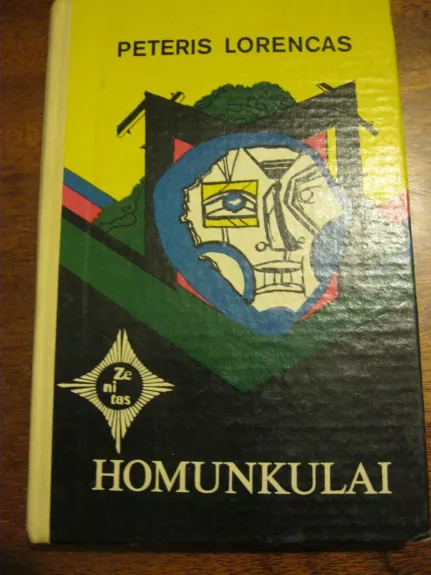 PETERIS LORENCAS
Ze
ni
tas
HOMUNKULAI